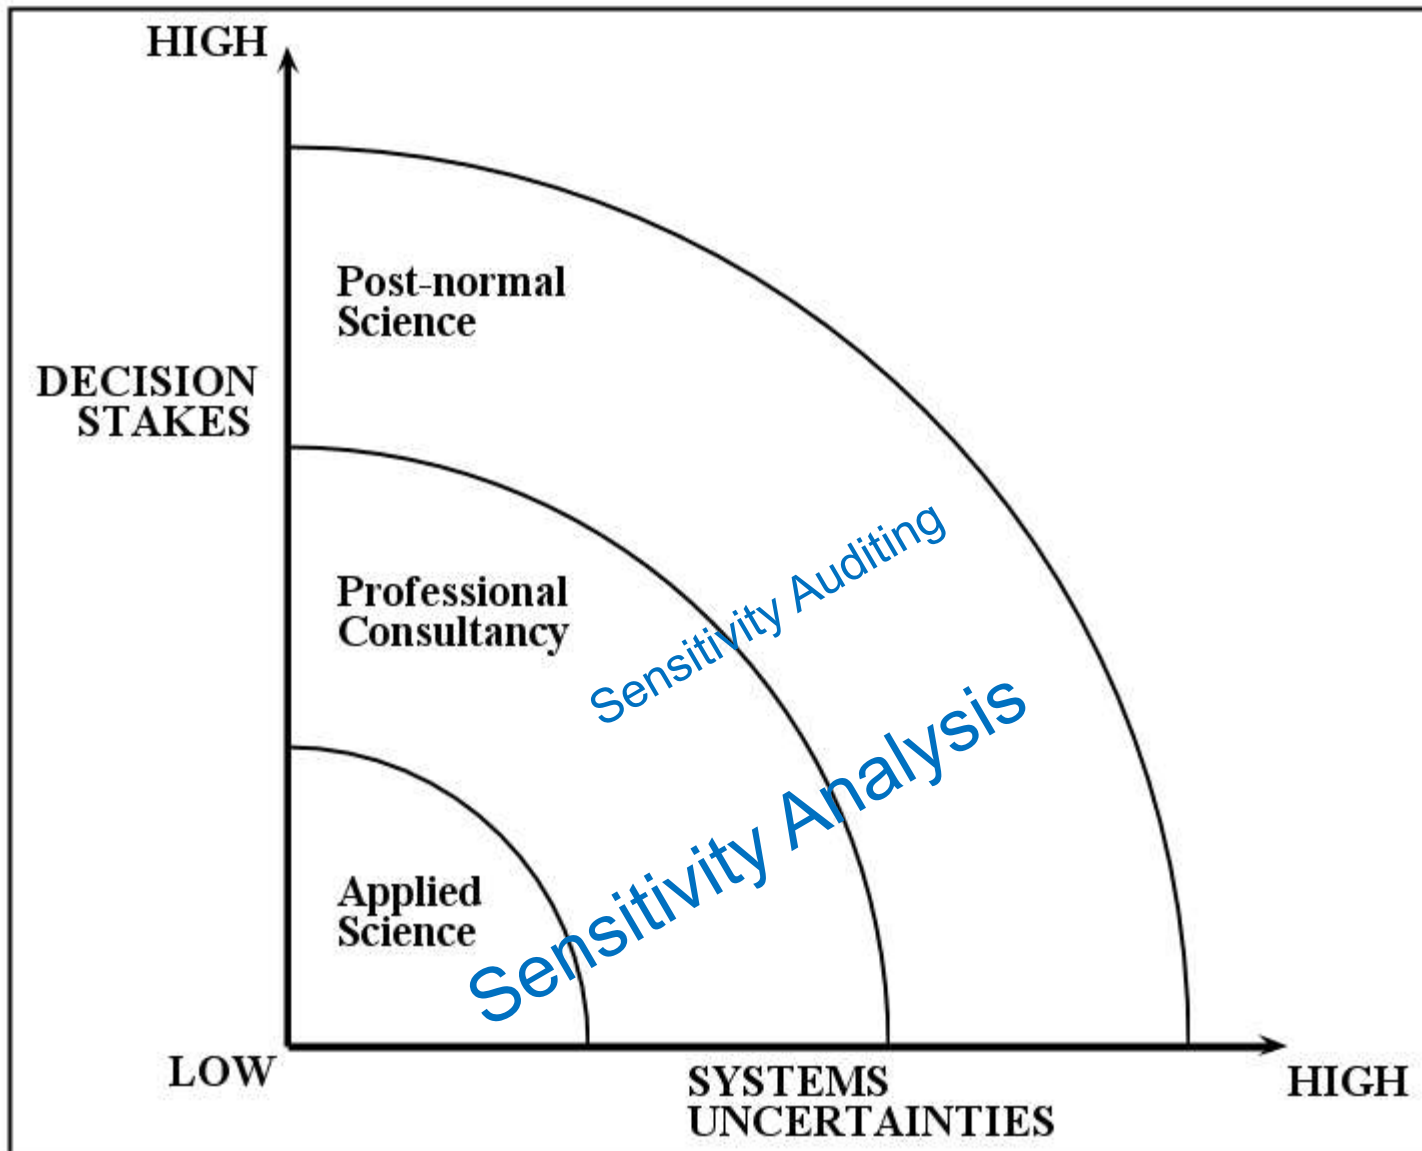 HIGH
Post-normal
Science
DECISION
STAKES
Sensitivity Auditing
Professional
Consultancy
Sensitivity Analysis
Applied
Science
LOW
SYSTEMS
UNCERTAINTIES
HIGH